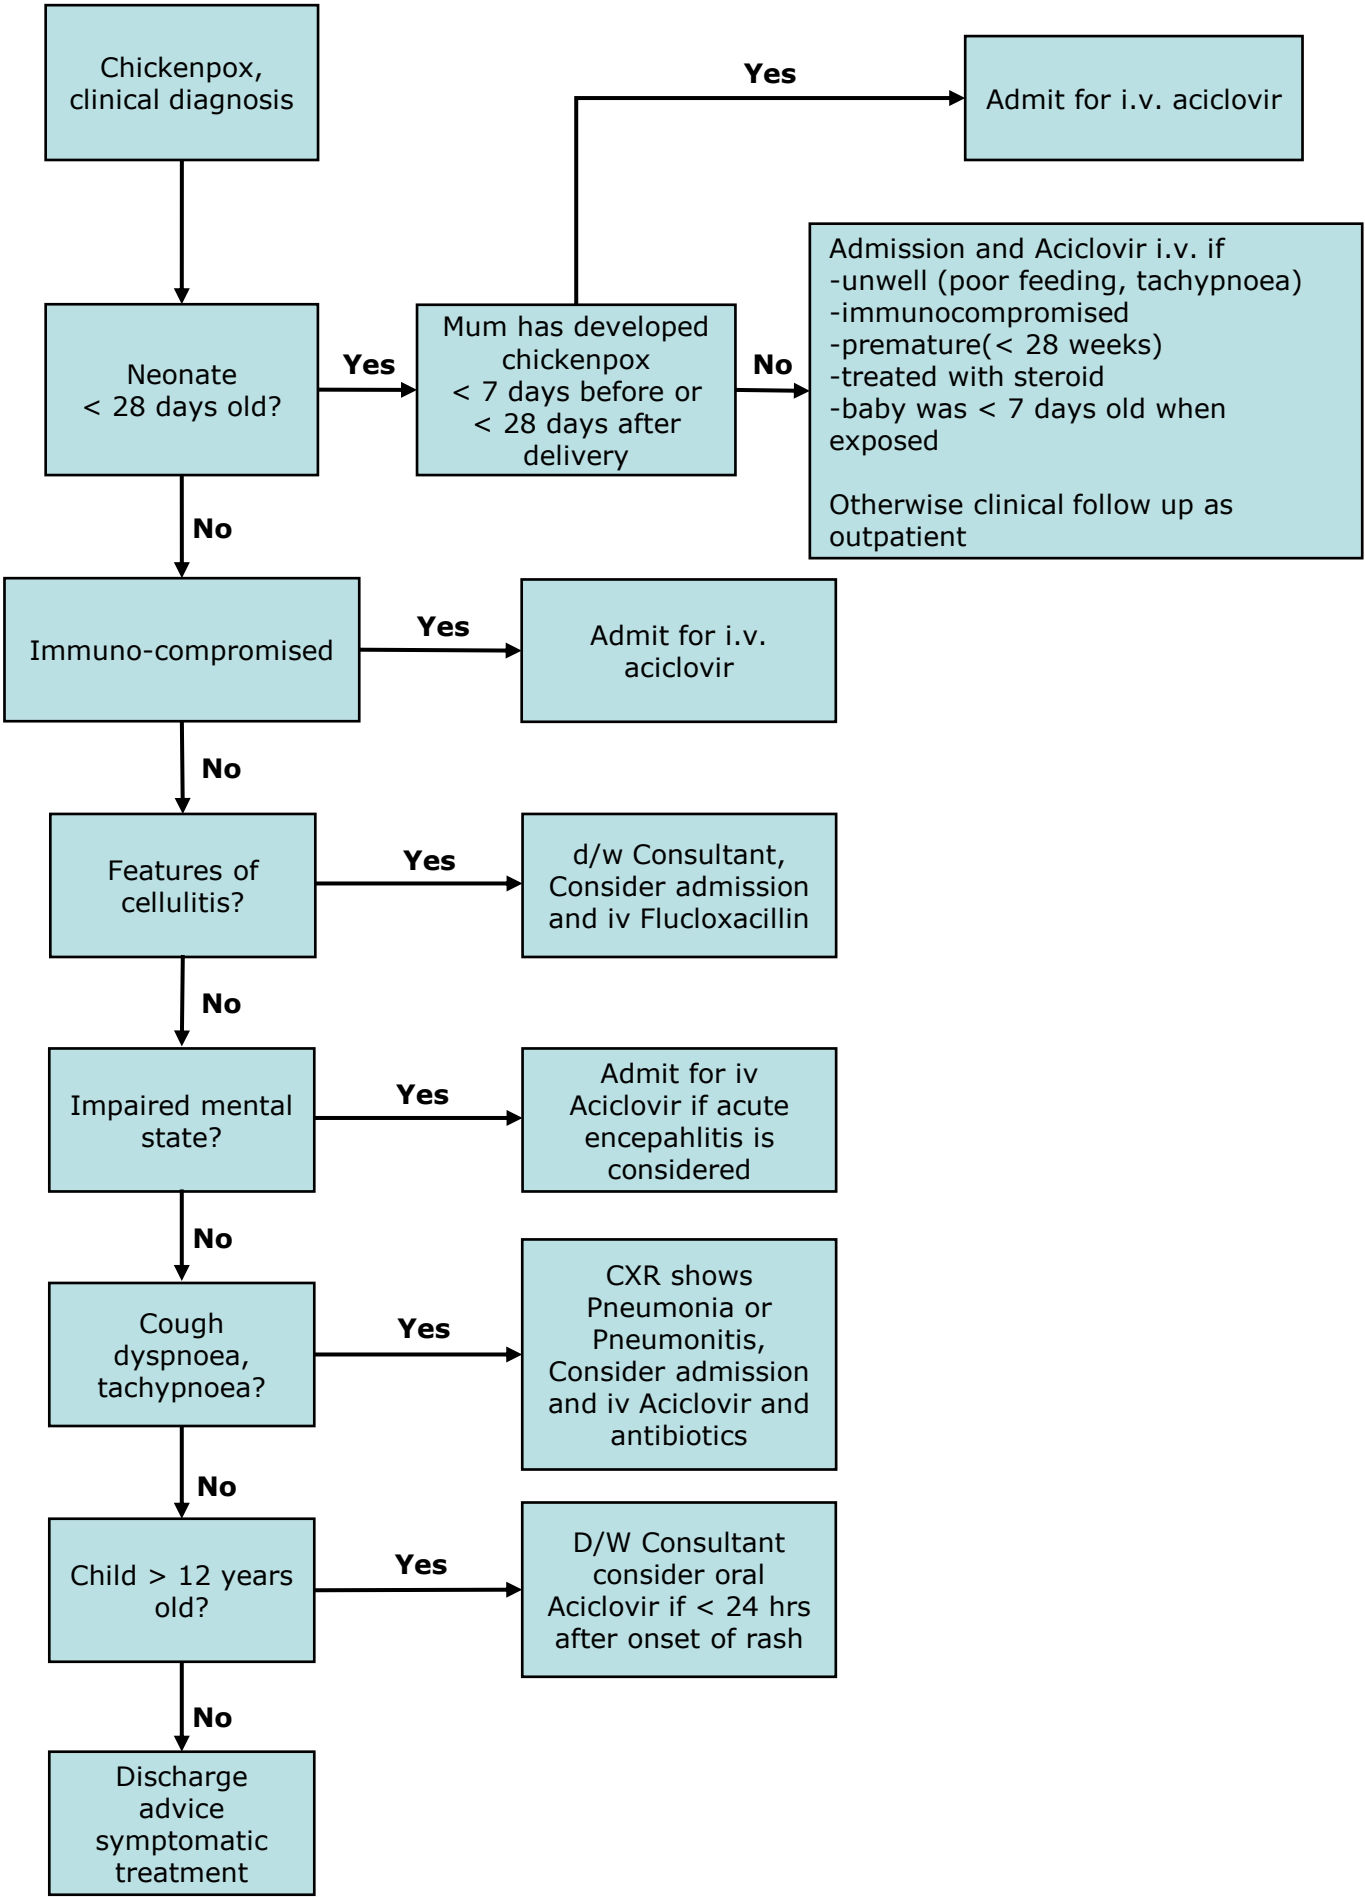 Chickenpox,
clinical diagnosis
Yes
Admit for i.v. aciclovir
Neonate
< 28 days old?
Yes
Mum has developed
chickenpox
< 7 days before or
< 28 days after
delivery
No
Admission and Aciclovir i.v. if
-unwell (poor feeding, tachypnoea)
-immunocompromised
-premature(< 28 weeks)
-treated with steroid
-baby was < 7 days old when
exposed
Otherwise clinical follow up as
outpatient
No
Immuno-compromised
Yes
Admit for i.v.
aciclovir
No
Features of
cellulitis?
Yes
d/w Consultant,
Consider admission
and iv Flucloxacillin
No
Impaired mental
state?
Yes
Admit for iv
Aciclovir if acute
encepahlitis is
considered
No
Cough
dyspnoea,
tachypnoea?
Yes
CXR shows
Pneumonia or
Pneumonitis,
Consider admission
and iv Aciclovir and
antibiotics
No
Child > 12 years
old?
Yes
D/W Consultant
consider oral
Aciclovir if < 24 hrs
after onset of rash
No
Discharge
advice
symptomatic
treatment